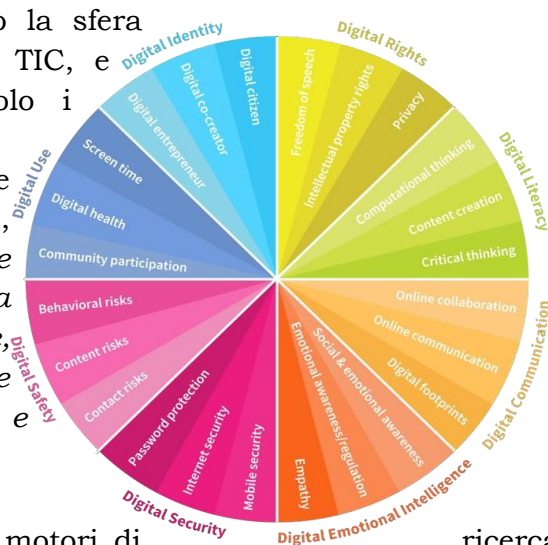 o la sfera
TIC, e
olo i
e
,
e
a
e,
e
e
motori di
ricerca
Digital Identity
Digital entrepreneur
Digital co-creator
Digital citizen
Digital Rights
Freedom of speech
Intellectual property rights
Privacy
Digital Literacy
Computational thinking
Content creation
Critical thinking
Digital Communication
Online collaboration
Online communication
Digital footprints
Digital Emotional Intelligence
Social & emotional awareness
Emotional awareness/regulation
Empathy
Digital Security
Mobile security
Internet security
Password protection
Digital Safety
Contact risks
Content risks
Behavioral risks
Digital Use
Community participation
Digital health
Screen time